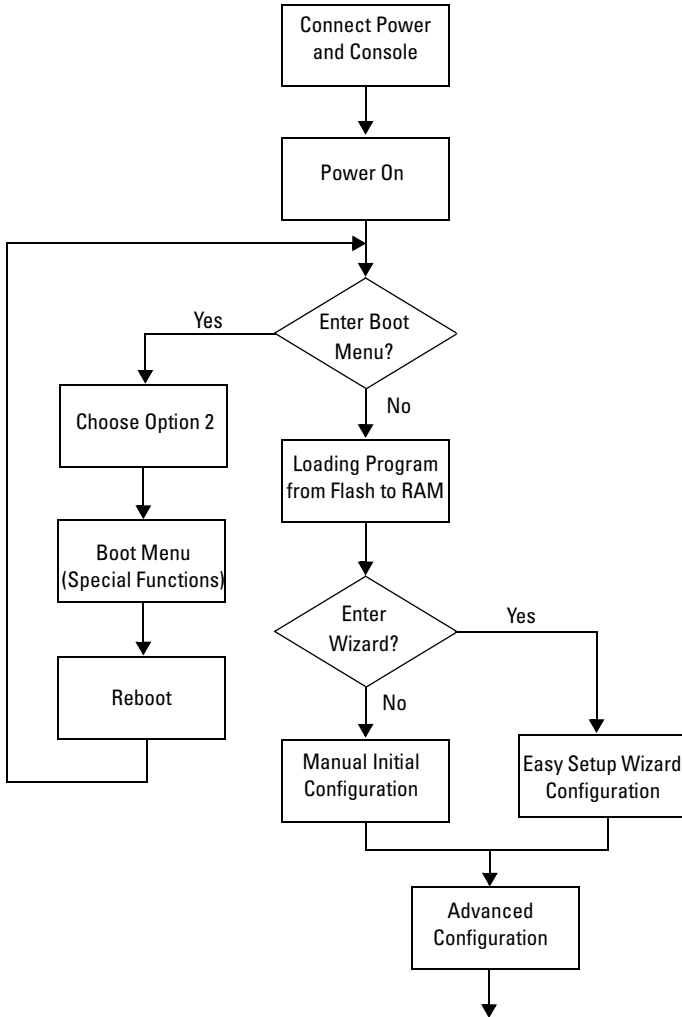 Connect Power
and Console
Power On
Enter Boot
Menu?
Yes
No
Choose Option 2
Loading Program
from Flash to RAM
Boot Menu
(Special Functions)
Enter
Wizard?
Yes
No
Reboot
Manual Initial
Configuration
Easy Setup Wizard
Configuration
Advanced
Configuration